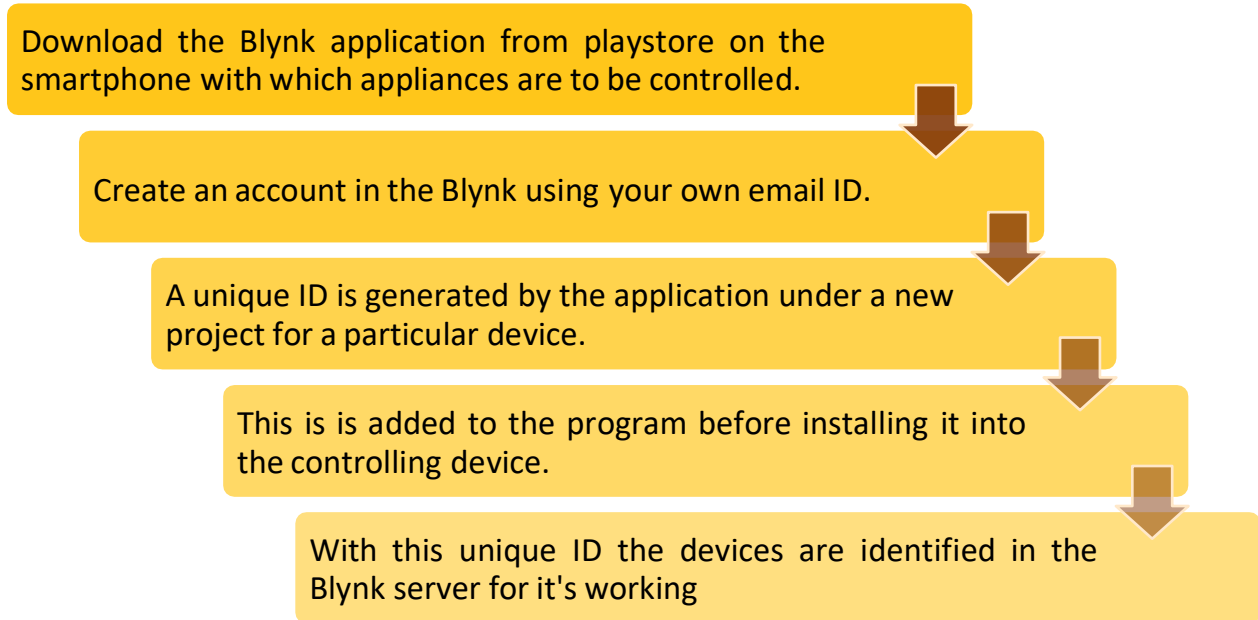 Download the Blynk application from playstore on the
smartphone with which appliances are to be controlled.
Create an account in the Blynk using your own email ID.
A unique ID is generated by the application under a new
project for a particular device.
This is is added to the program before installing it into
the controlling device.
With this unique ID the devices are identified in the
Blynk server for it's working